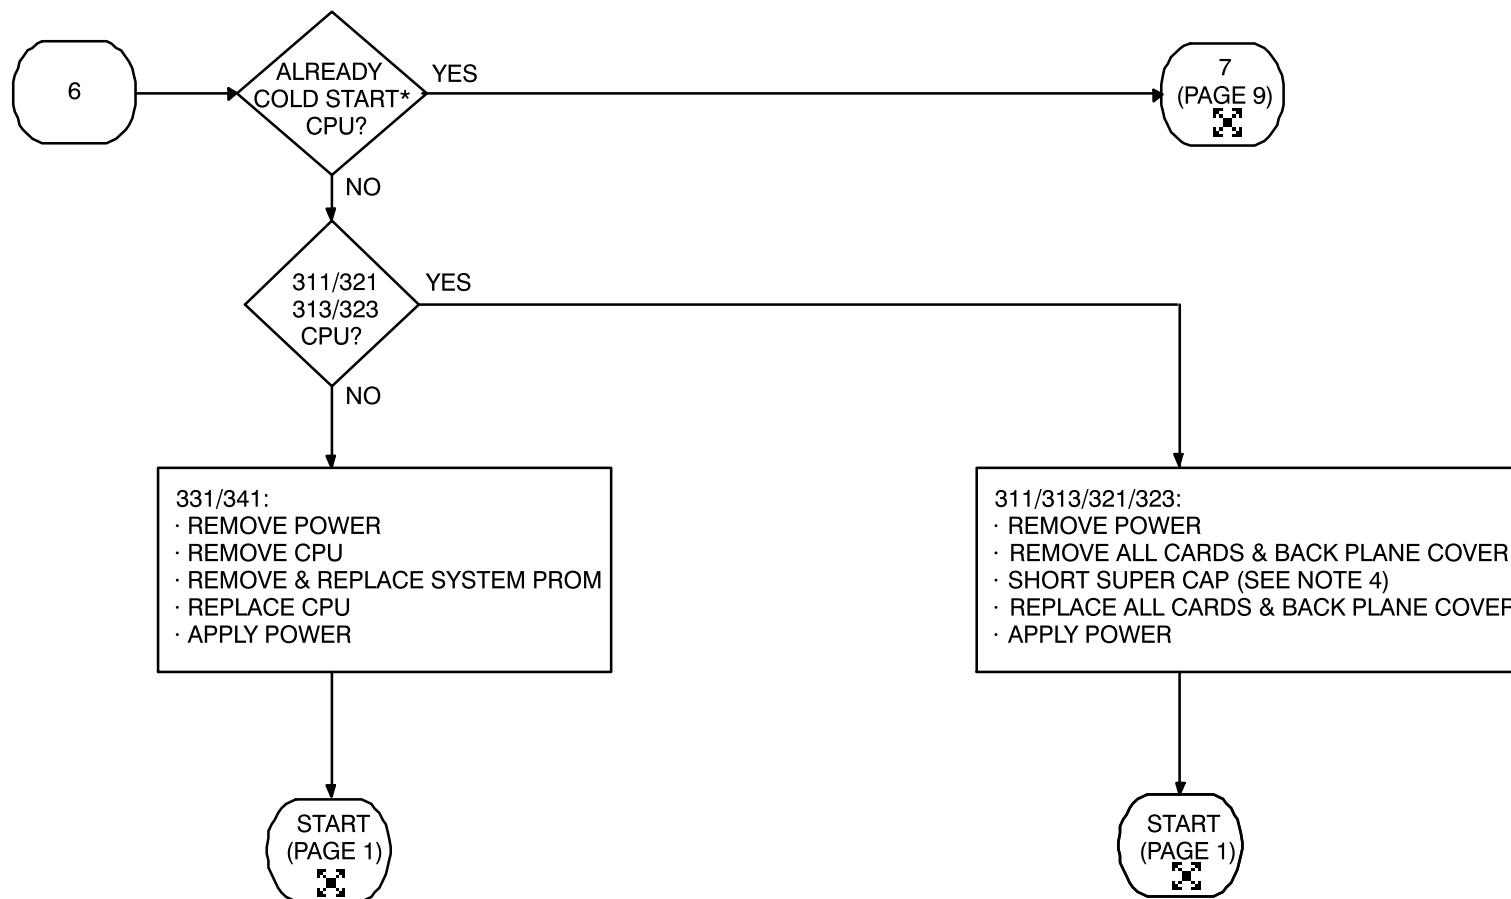 6
ALREADY
COLD START*
CPU?
YES
7
(PAGE 9)
NO
311/321
313/323
CPU?
YES
NO
331/341:
· REMOVE POWER
· REMOVE CPU
· REMOVE & REPLACE SYSTEM PROM
· REPLACE CPU
· APPLY POWER
311/313/321/323:
· REMOVE POWER
· REMOVE ALL CARDS & BACK PLANE COVER
· SHORT SUPER CAP (SEE NOTE 4)
· REPLACE ALL CARDS & BACK PLANE COVER
· APPLY POWER
START
(PAGE 1)
START
(PAGE 1)